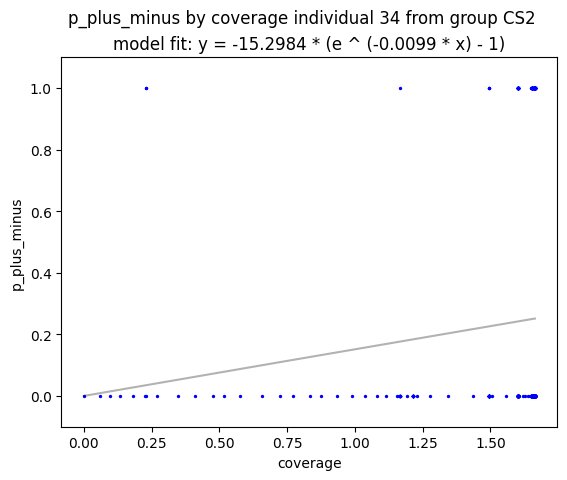 p_plus_minus by coverage individual 34 from group CS2
model fit: y = -15.2984 * (e ^ (-0.0099 * x) - 1)
1.0
0.8
0.6
0.4
0.2
0.0
p_plus_minus
0.00 0.25 0.50 0.75 1.00 1.25 1.50
coverage